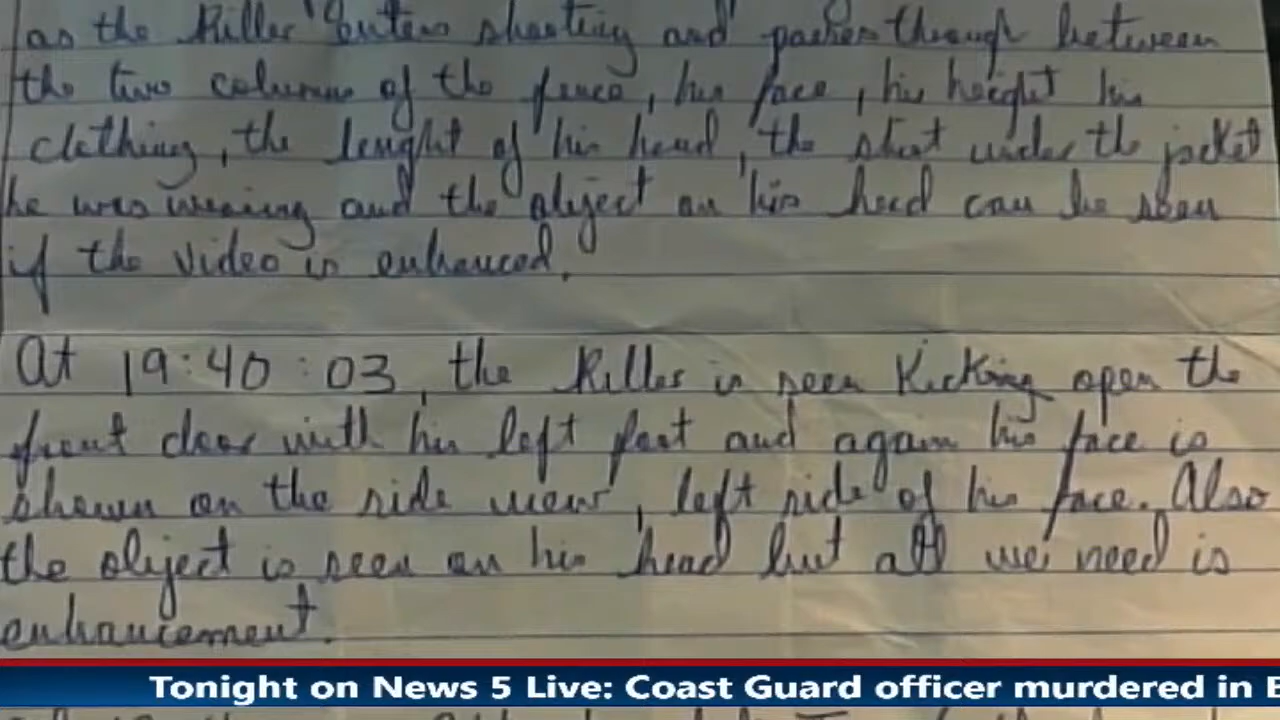 as the killer enters shooting and passes through between
the two columns of the fence, his face, his height his
clothing, the lenght of his head, the shirt under the jacket
he was wearing and the object on his head can be seen
if the video is enhanced.
At 19:40:03, the killer is seen Kicking open the
front door with his left foot and again his face is
shown on the side view, left side of his face. Also
the object is seen on his head but all we need is
enhancement.
Tonight on News 5 Live: Coast Guard officer murdered in